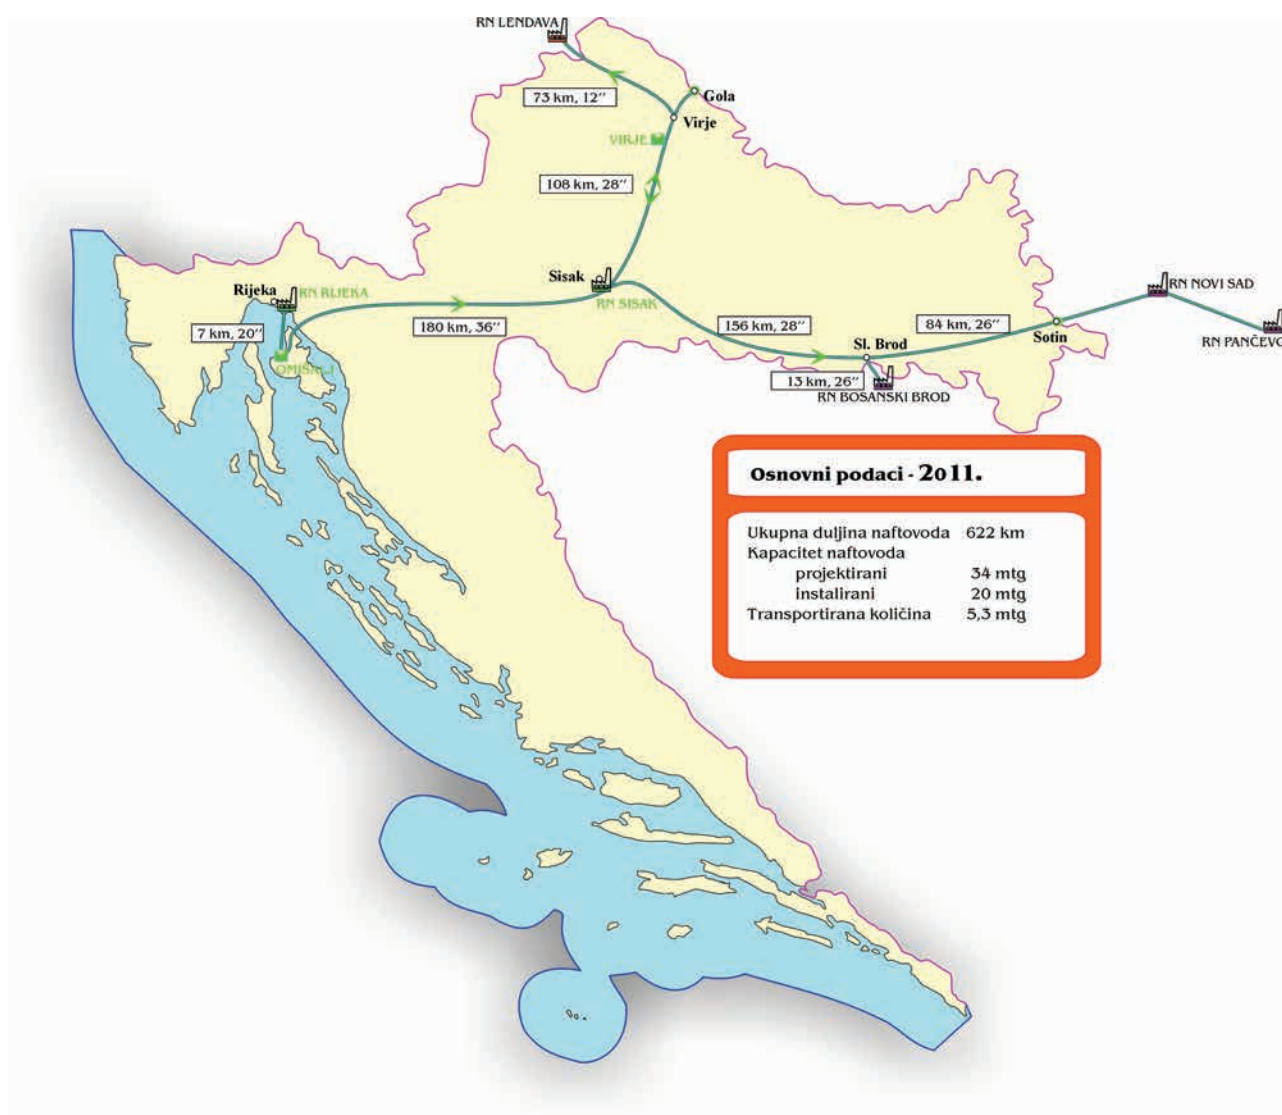 RN LENDAVA
73 km, 12"
Gola
Virje
VIRJE
108 km, 28"
Sisak
RN SISAK
Rijeka
RN RIJEKA
7 km, 20"
OMIŠALJ
180 km, 36"
156 km, 28"
84 km, 26"
Sl. Brod
Sotin
RN NOVI SAD
RN PANČEVO
13 km, 26"
RN BOSANSKI BROD
Osnovni podaci - 2011.
Ukupna duljina naftovoda 622 km
Kapacitet naftovoda
projektirani 34 mtg
instalirani 20 mtg
Transportirana količina 5,3 mtg